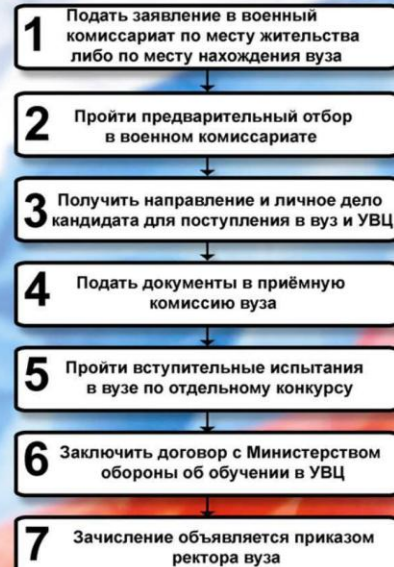 1 Подать заявление в военный
комиссариат по месту жительства
либо по месту нахождения вуза
2 Пройти предварительный отбор
в военном комиссариате
3 Получить направление и личное дело
кандидата для поступления в вуз и УВЦ
4 Подать документы в приёмную
комиссию вуза
5 Пройти вступительные испытания
в вузе по отдельному конкурсу
6 Заключить договор с Министерством
обороны об обучении в УВЦ
7 Зачисление объявляется приказом
ректора вуза